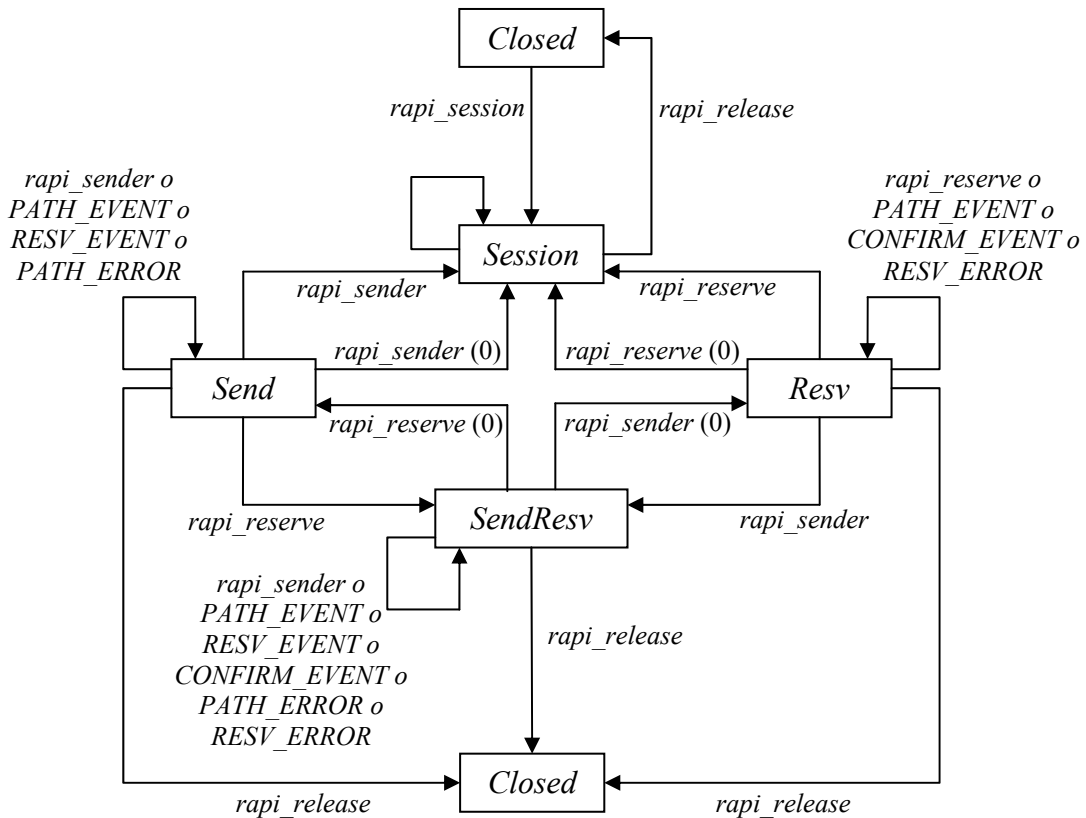 Closed
rapi_session
rapi_release
rapi_sender o
PATH_EVENT o
RESV_EVENT o
PATH_ERROR
rapi_reserve o
PATH_EVENT o
CONFIRM_EVENT o
RESV_ERROR
Session
rapi_sender
rapi_reserve
rapi_sender (0)
rapi_reserve (0)
Send
Resv
rapi_reserve (0)
rapi_sender (0)
rapi_reserve
SendResv
rapi_sender
rapi_sender o
PATH_EVENT o
RESV_EVENT o
CONFIRM_EVENT o
PATH_ERROR o
RESV_ERROR
rapi_release
Closed
rapi_release
rapi_release